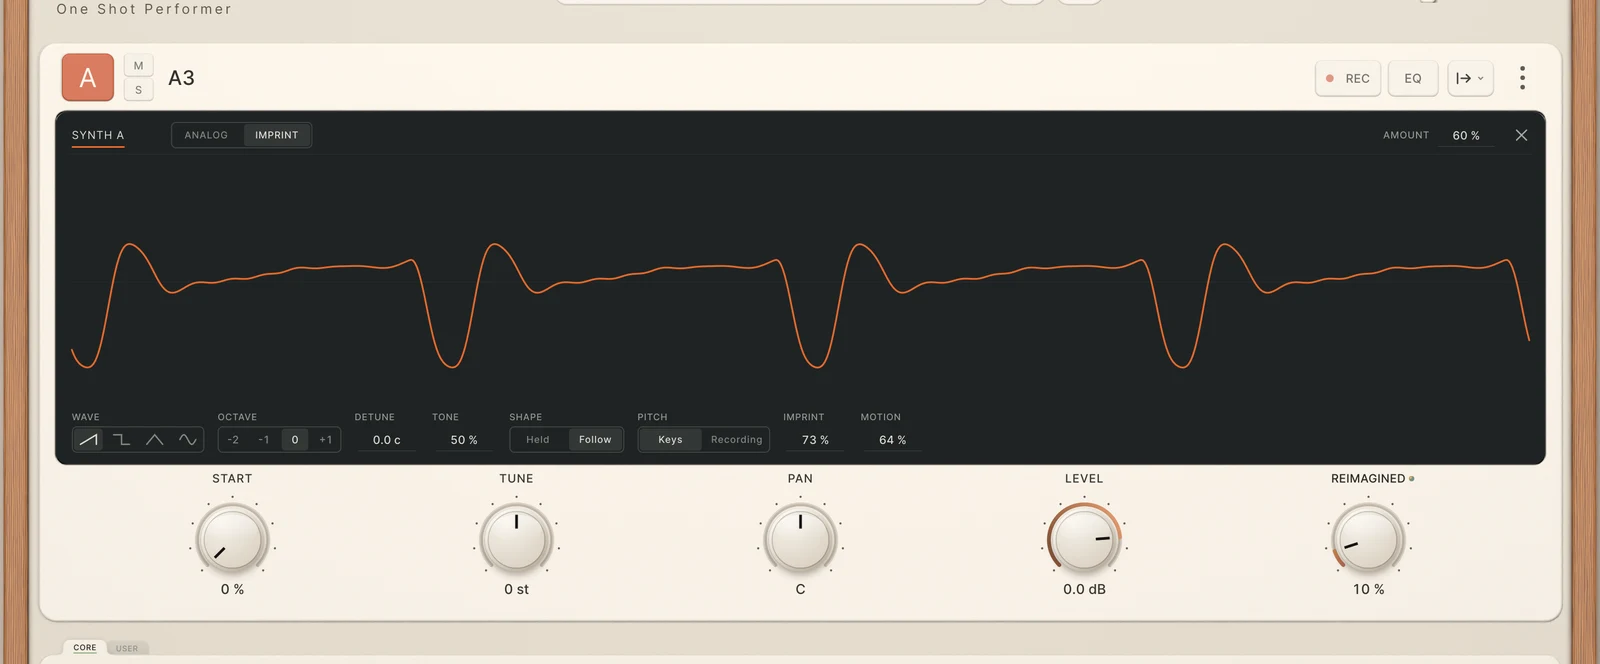 One Shot Performer
A
M
S
A3
REC
EQ
SYNTH A
ANALOG
IMPRINT
AMOUNT
60 %
WAVE
OCTAVE
DETUNE
TONE
SHAPE
PITCH
IMPRINT
MOTION
-2
-1
0
+1
0.0 c
50 %
Held
Follow
Keys
Recording
73 %
64 %
START
TUNE
PAN
LEVEL
REIMAGINED
0 %
0 st
C
0.0 dB
10 %
CORE
USER